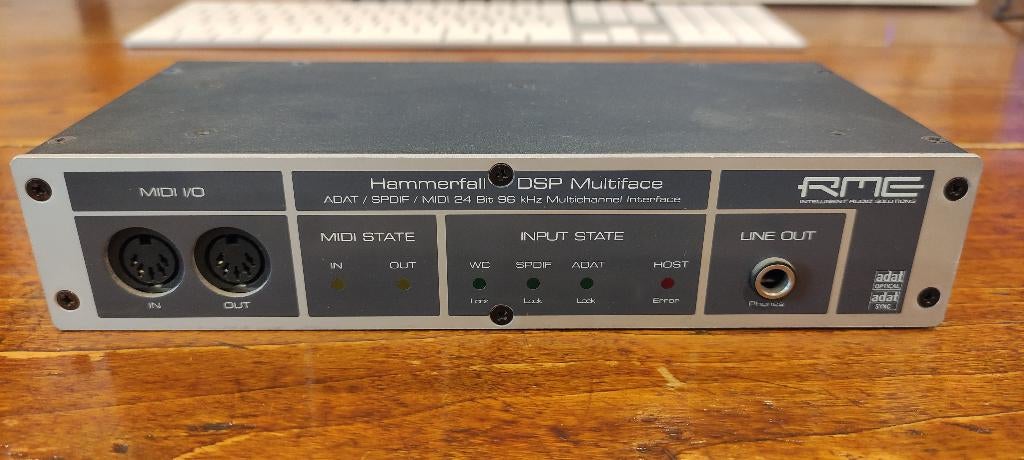 MIDI I/O
Hammerfall DSP Multiface
ADAT / SPDIF / MIDI 24 Bit 96 kHz Multichannel Interface
RME
INTELLIGENT AUDIO SOLUTIONS
MIDI STATE
INPUT STATE
LINE OUT
IN OUT
WC SPDIF ADAT HOST
Lock Lock Lock Error
IN OUT
Phones
adat
OPTICAL
adat
SYNC